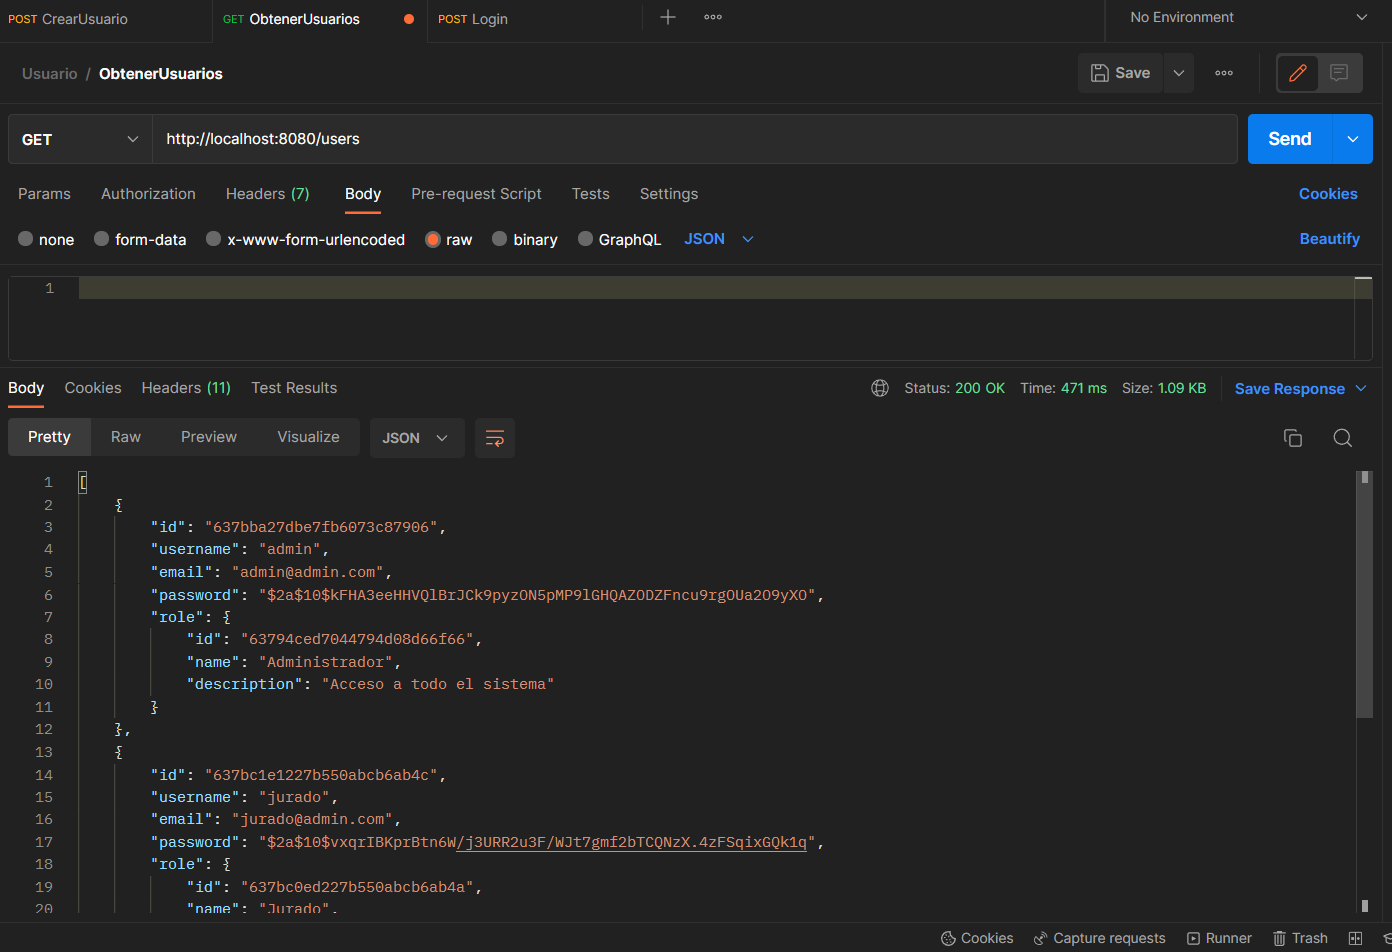 POST CrearUsuario
GET ObtenerUsuarios
POST Login
No Environment
Usuario / ObtenerUsuarios
Save
GET
http://localhost:8080/users
Send
Params Authorization Headers (7) Body Pre-request Script Tests Settings Cookies
none form-data x-www-form-urlencoded raw binary GraphQL JSON Beautify
1
Body Cookies Headers (11) Test Results Status: 200 OK Time: 471 ms Size: 1.09 KB Save Response
Pretty Raw Preview Visualize JSON
1 [
2 {
3 "id": "637bba27dbe7fb6073c87906",
4 "username": "admin",
5 "email": "admin@admin.com",
6 "password": "$2a$10$kFHA3eeHHVQlBrJCk9pyzON5pMP9lGHQAZODZFncu9rgOUa2O9yXO",
7 "role": {
8 "id": "63794ced7044794d08d66f66",
9 "name": "Administrador",
10 "description": "Acceso a todo el sistema"
11 }
12 },
13 {
14 "id": "637bc1e1227b550abcb6ab4c",
15 "username": "jurado",
16 "email": "jurado@admin.com",
17 "password": "$2a$10$vxqrIBKprBtn6W/j3URR2u3F/WJt7gmf2bTCQNzX.4zFSqixGQk1q",
18 "role": {
19 "id": "637bc0ed227b550abcb6ab4a",
20 "name": "Jurado",
Cookies Capture requests Runner Trash